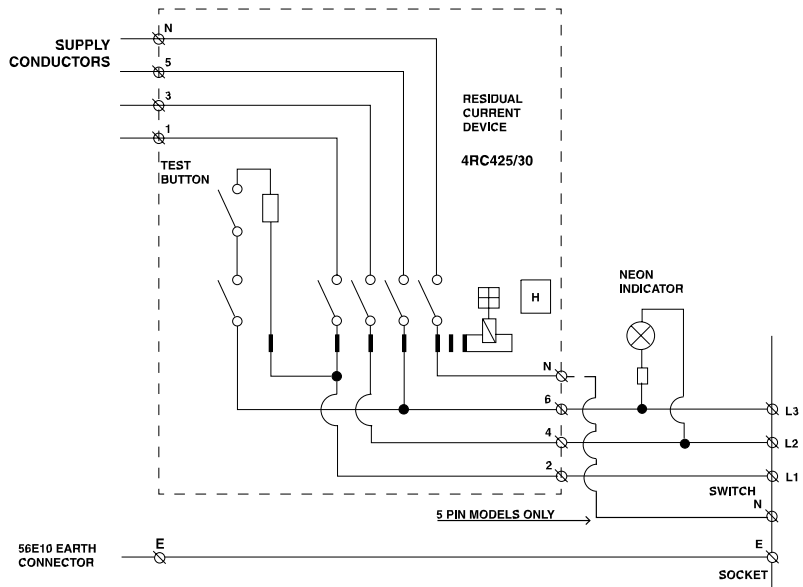 SUPPLY
CONDUCTORS
N
5
3
1
RESIDUAL
CURRENT
DEVICE
4RC425/30
TEST
BUTTON
H
NEON
INDICATOR
N
6
4
2
L3
L2
L1
SWITCH
N
5 PIN MODELS ONLY
56E10 EARTH
CONNECTOR
E
E
SOCKET